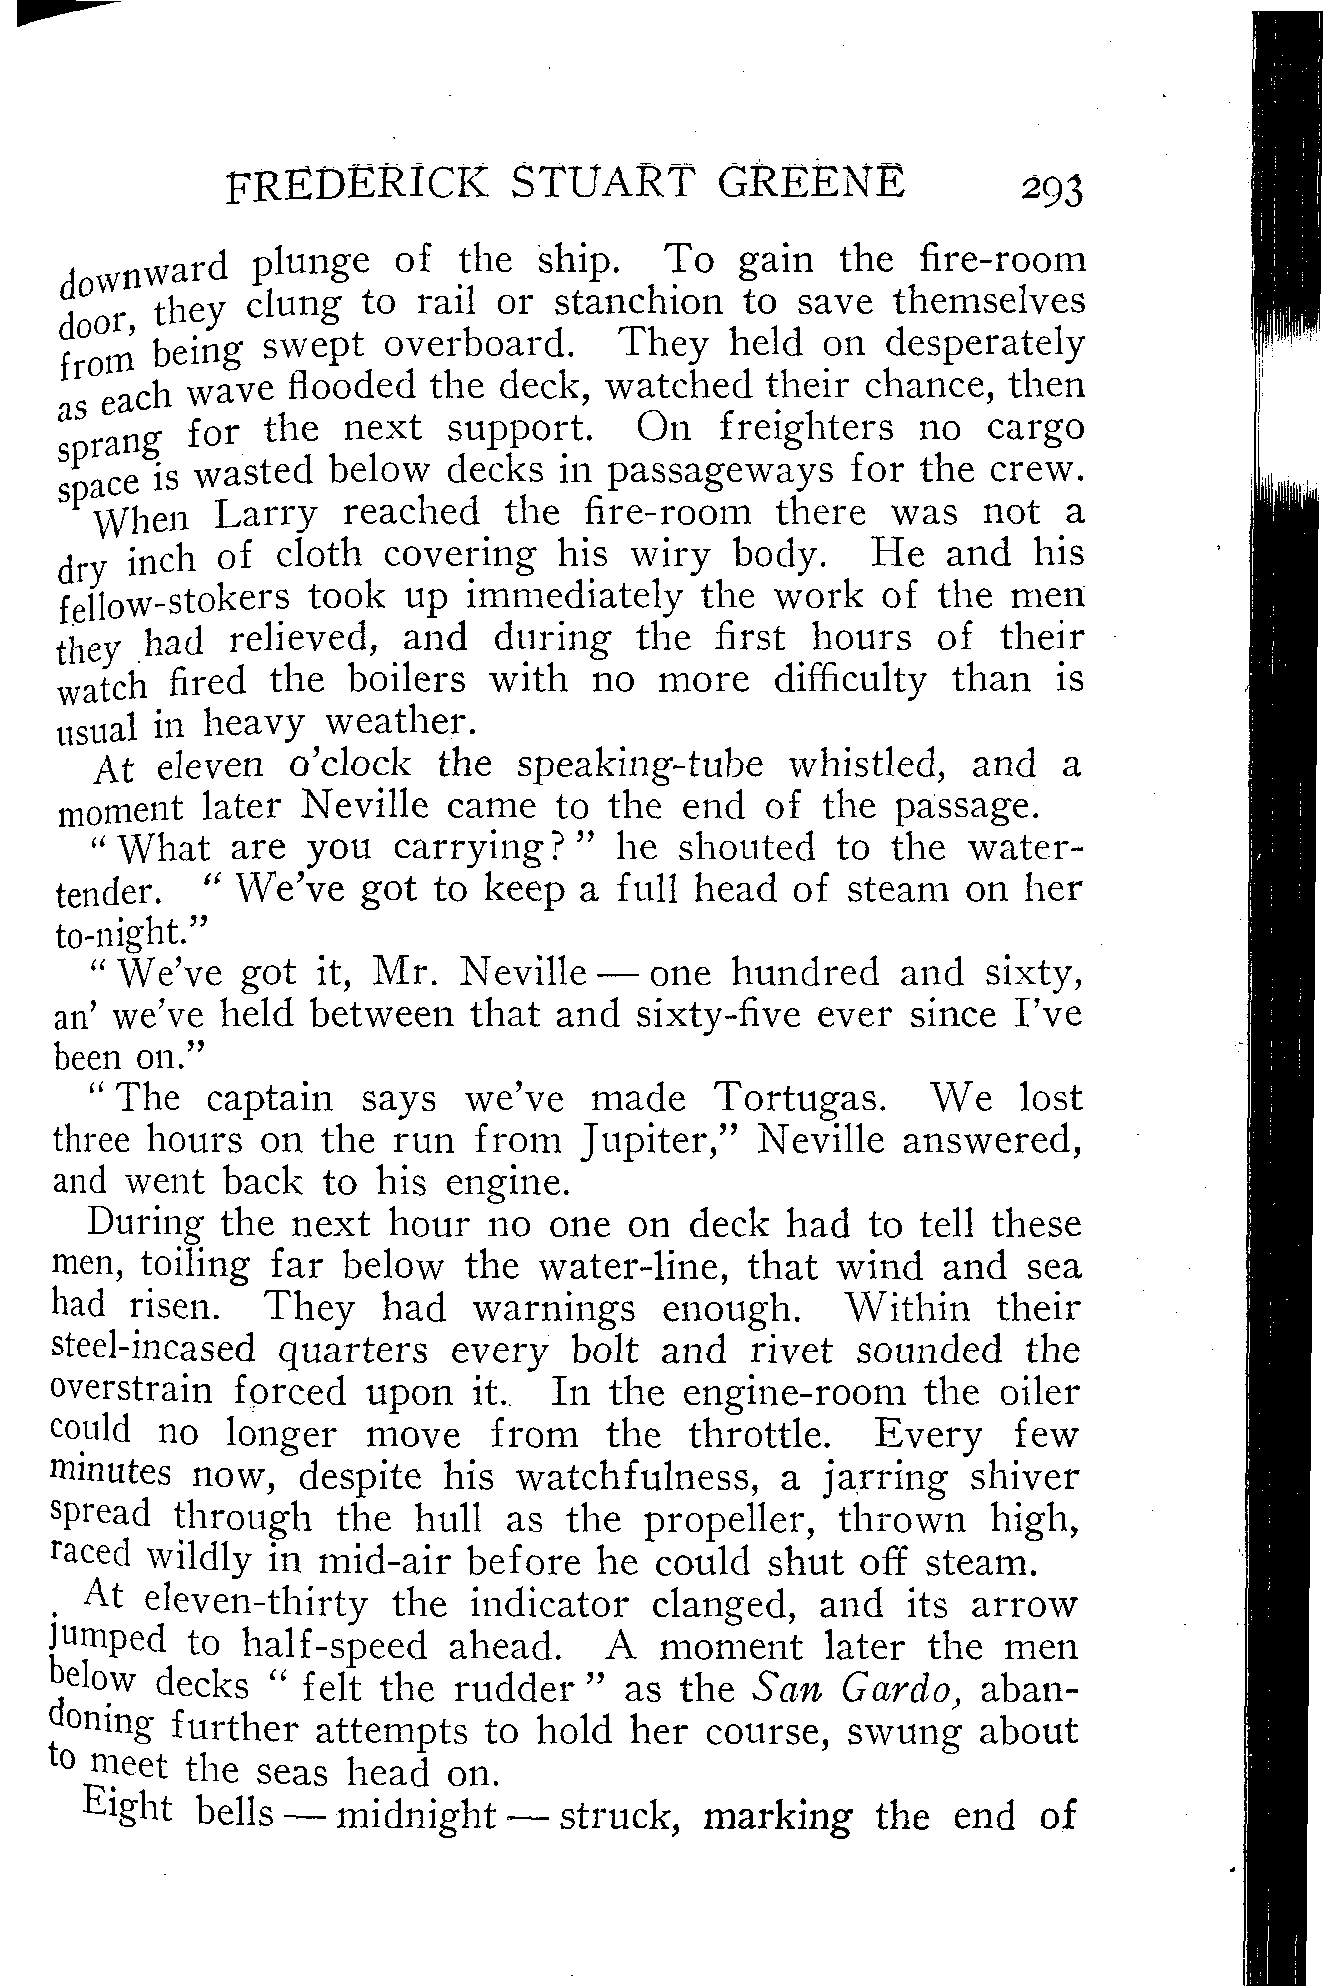 FREDERICK STUART GREENE 293
downward plunge of the ship. To gain the fire-room
door, they clung to rail or stanchion to save themselves
from being swept overboard. They held on desperately
as each wave flooded the deck, watched their chance, then
sprang for the next support. On freighters no cargo
space is wasted below decks in passageways for the crew.
When Larry reached the fire-room there was not a
dry inch of cloth covering his wiry body. He and his
fellow-stokers took up immediately the work of the men
they had relieved, and during the first hours of their
watch fired the boilers with no more difficulty than is
usual in heavy weather.
At eleven o'clock the speaking-tube whistled, and a
moment later Neville came to the end of the passage.
" What are you carrying? " he shouted to the water-
tender. " We've got to keep a full head of steam on her
to-night."
" We've got it, Mr. Neville — one hundred and sixty,
an' we've held between that and sixty-five ever since I've
been on."
" The captain says we've made Tortugas. We lost
three hours on the run from Jupiter," Neville answered,
and went back to his engine.
During the next hour no one on deck had to tell these
men, toiling far below the water-line, that wind and sea
had risen. They had warnings enough. Within their
steel-incased quarters every bolt and rivet sounded the
overstrain forced upon it. In the engine-room the oiler
could no longer move from the throttle. Every few
minutes now, despite his watchfulness, a jarring shiver
spread through the hull as the propeller, thrown high,
raced wildly in mid-air before he could shut off steam.
At eleven-thirty the indicator clanged, and its arrow
jumped to half-speed ahead. A moment later the men
below decks " felt the rudder " as the San Gardo, aban-
doning further attempts to hold her course, swung about
to meet the seas head on.
Eight bells — midnight — struck, marking the end of